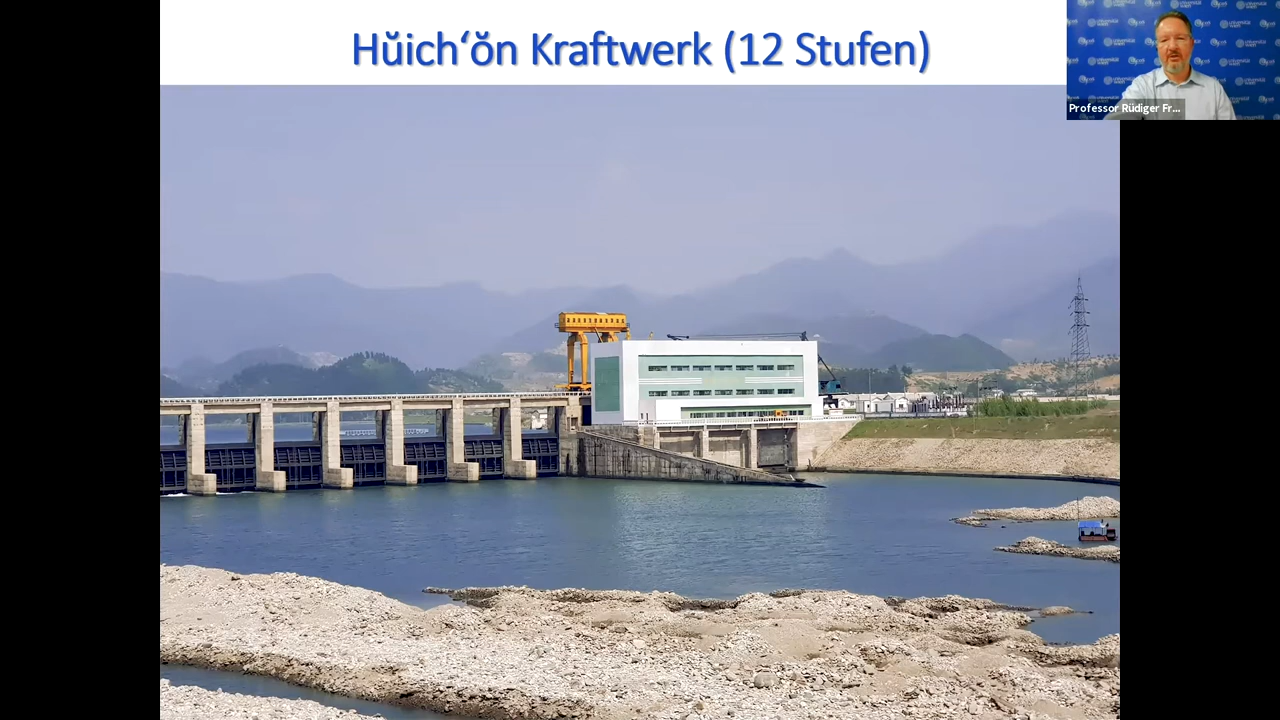 Hŭich‘ŏn Kraftwerk (12 Stufen)
Professor Rüdiger Fr...